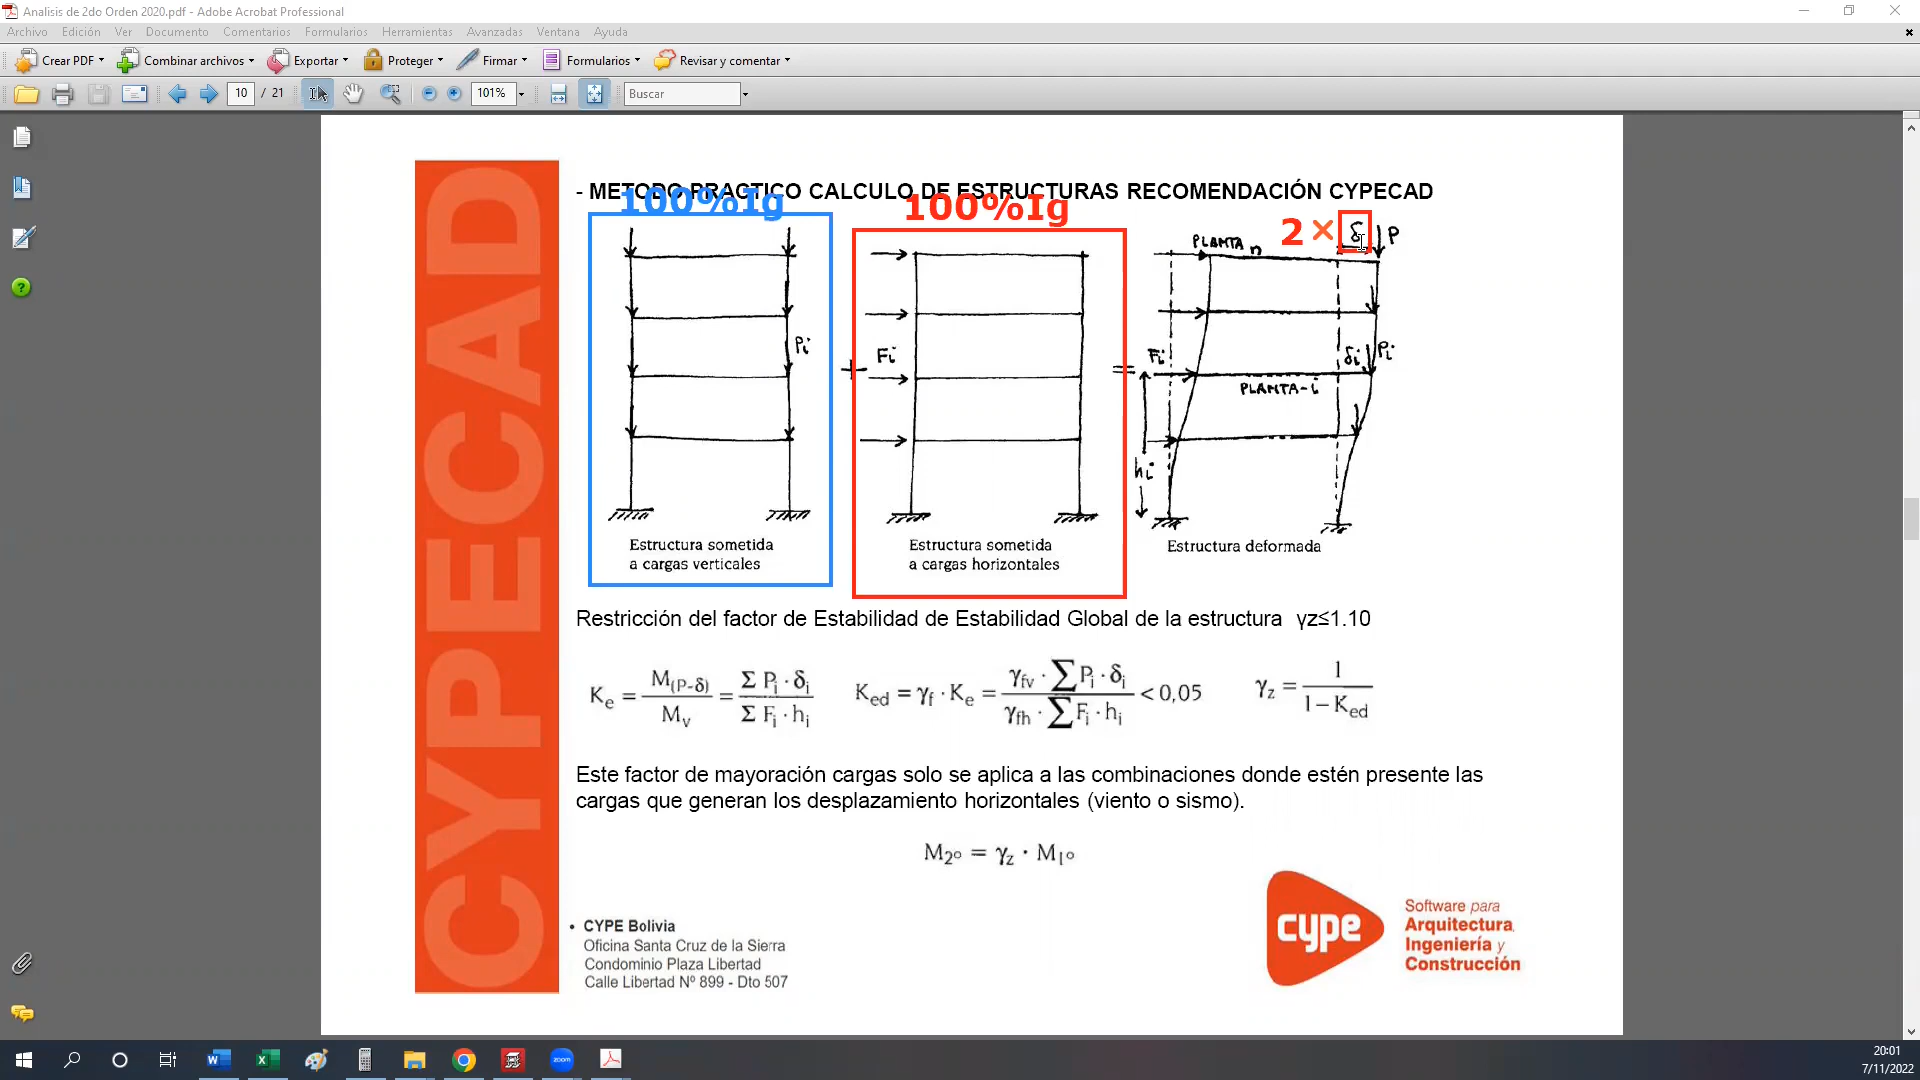 Analisis de 2do Orden 2020.pdf - Adobe Acrobat Professional
Archivo Edición Ver Documento Comentarios Formularios Herramientas Avanzadas Ventana Ayuda
Crear PDF Combinar archivos Exportar Proteger Firmar Formularios Revisar y comentar
10 / 21 101% Buscar
CYPECAD
- METODO PRACTICO CALCULO DE ESTRUCTURAS RECOMENDACIÓN CYPECAD
100%Ig 100%Ig 2 × δ P
PLANTA n
Pi + Fi = Fi δi Pi
PLANTA-i
hi
Estructura sometida
a cargas verticales
Estructura sometida
a cargas horizontales
Estructura deformada
Restricción del factor de Estabilidad de Estabilidad Global de la estructura γz≤1.10
Ke = M(P-δ) / Mv = Σ Pi · δi / Σ Fi · hi
Ked = γf · Ke = γfv · ∑ Pi · δi / γfh · ∑ Fi · hi < 0,05
γz = 1 / 1 − Ked
Este factor de mayoración cargas solo se aplica a las combinaciones donde estén presente las
cargas que generan los desplazamiento horizontales (viento o sismo).
M2º = γz · M1º
• CYPE Bolivia
Oficina Santa Cruz de la Sierra
Condominio Plaza Libertad
Calle Libertad Nº 899 - Dto 507
cype
Software para
Arquitectura,
Ingeniería y
Construcción
zoom
20:01
7/11/2022